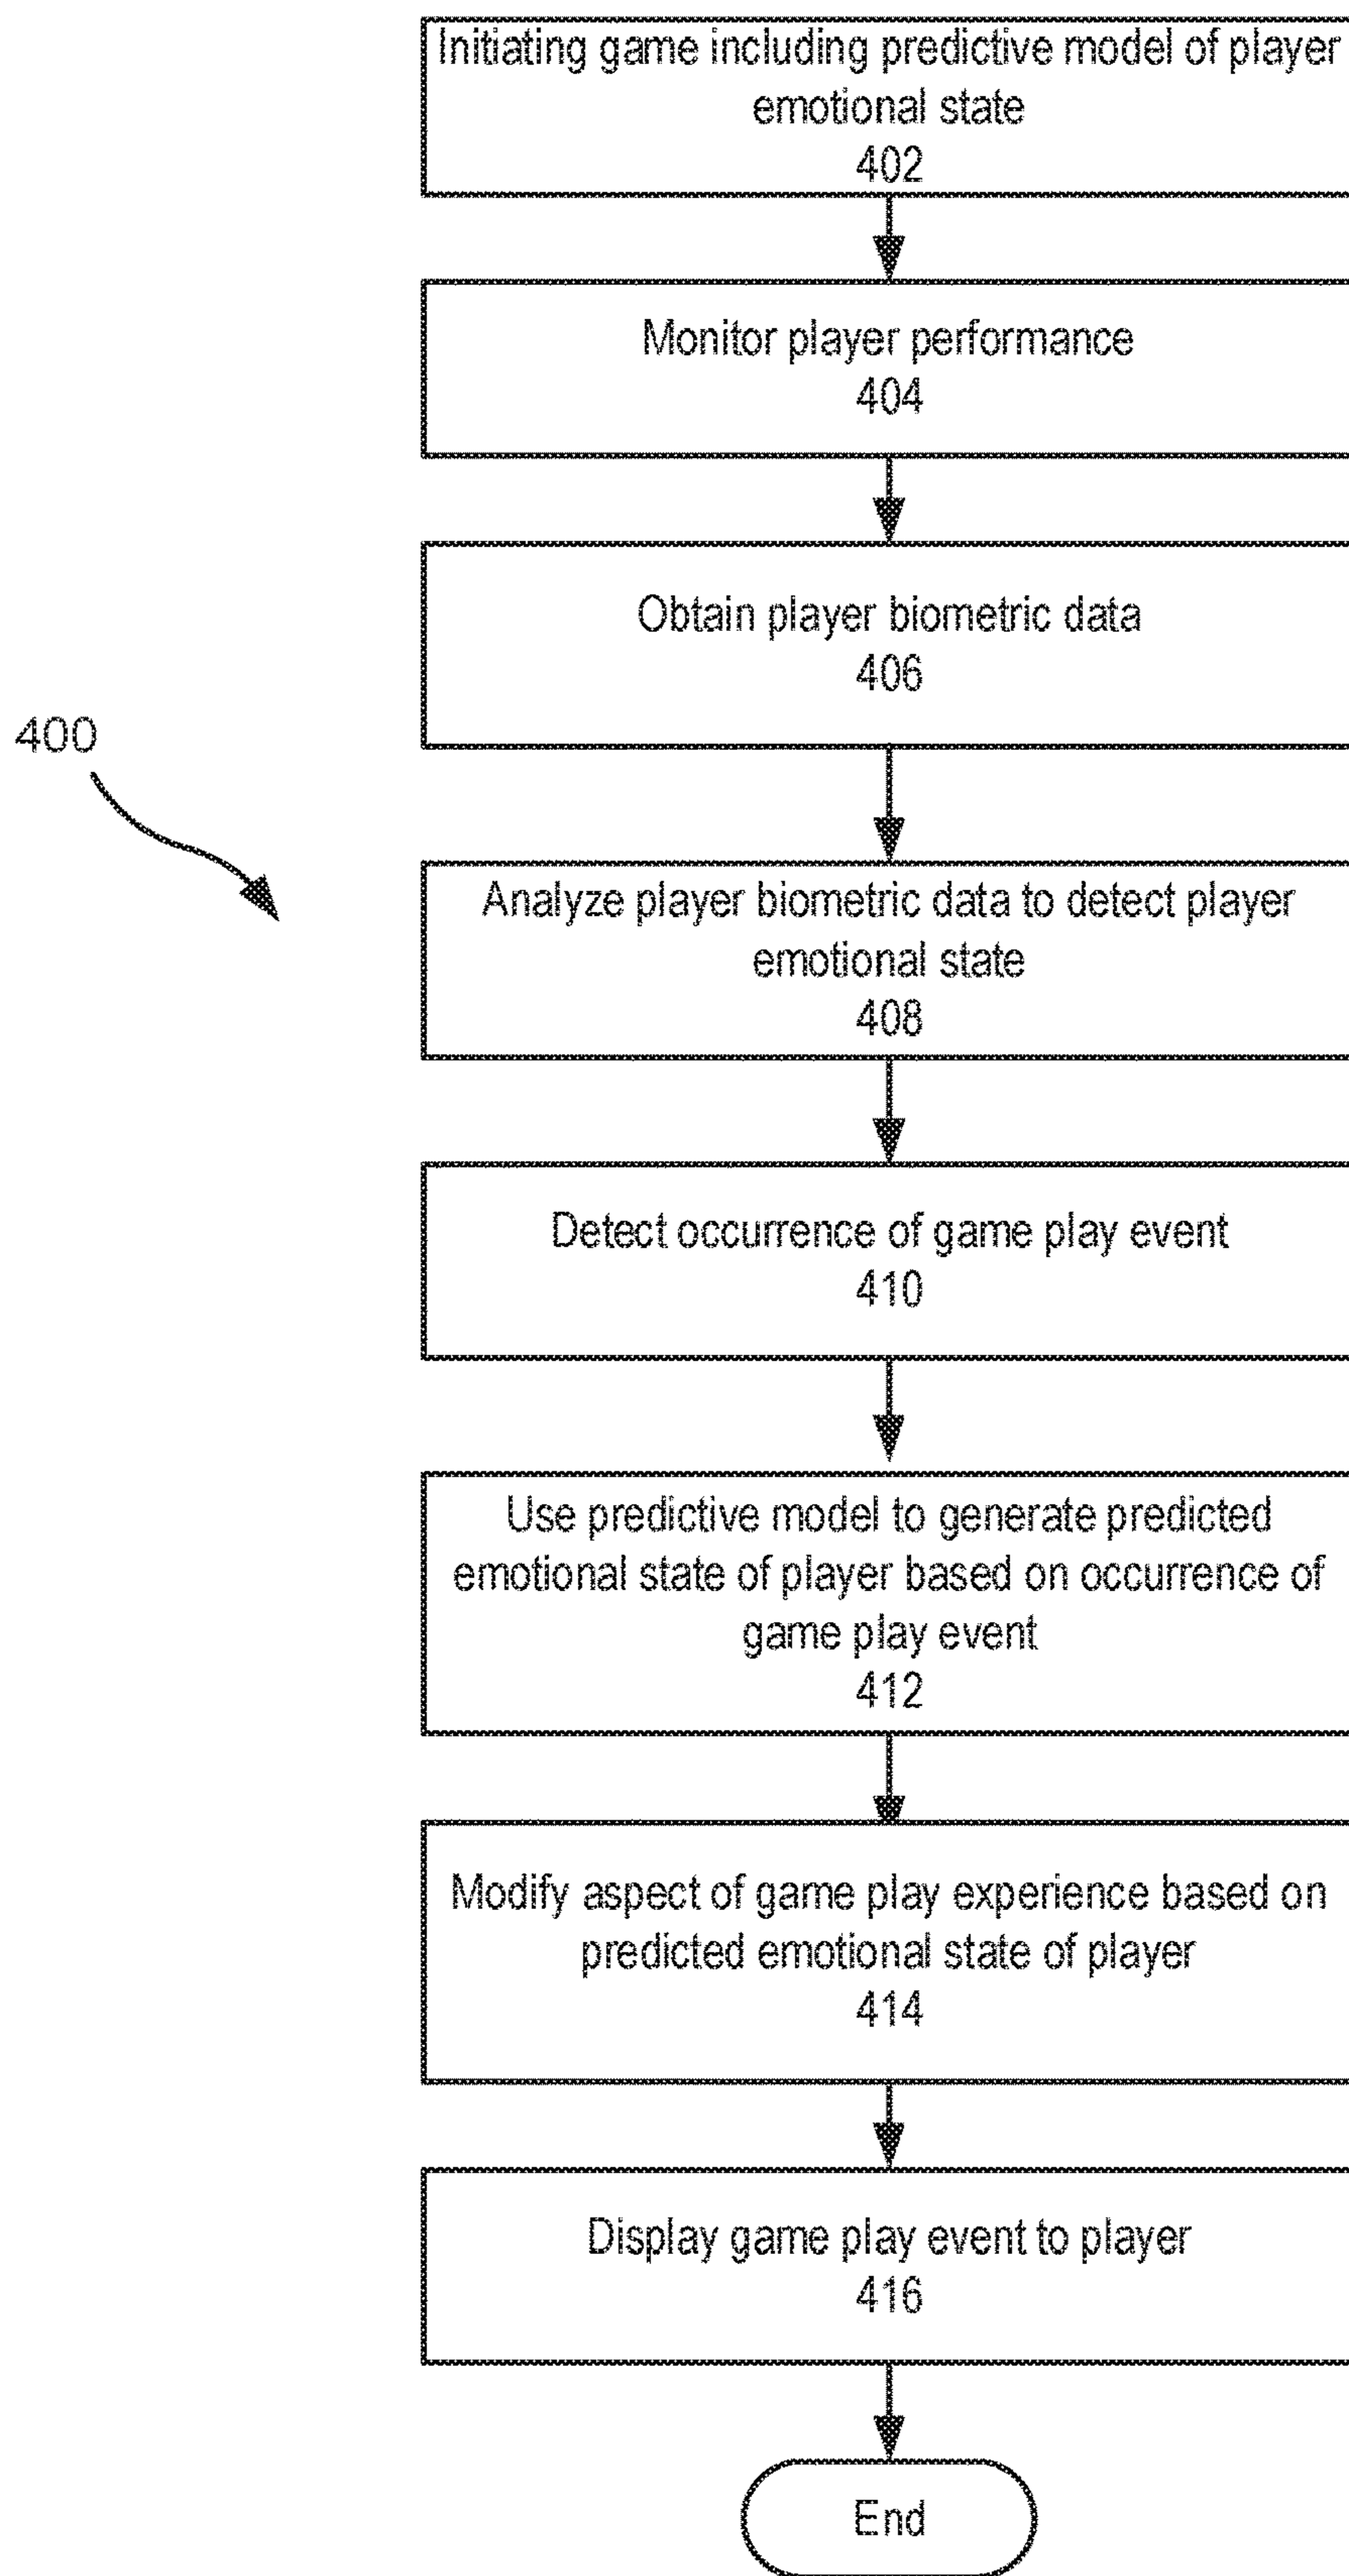 Initiating game including predictive model of player
emotional state
402
Monitor player performance
404
Obtain player biometric data
406
400
Analyze player biometric data to detect player
emotional state
408
Detect occurrence of game play event
410
Use predictive model to generate predicted
emotional state of player based on occurrence of
game play event
412
Modify aspect of game play experience based on
predicted emotional state of player
414
Display game play event to player
416
End